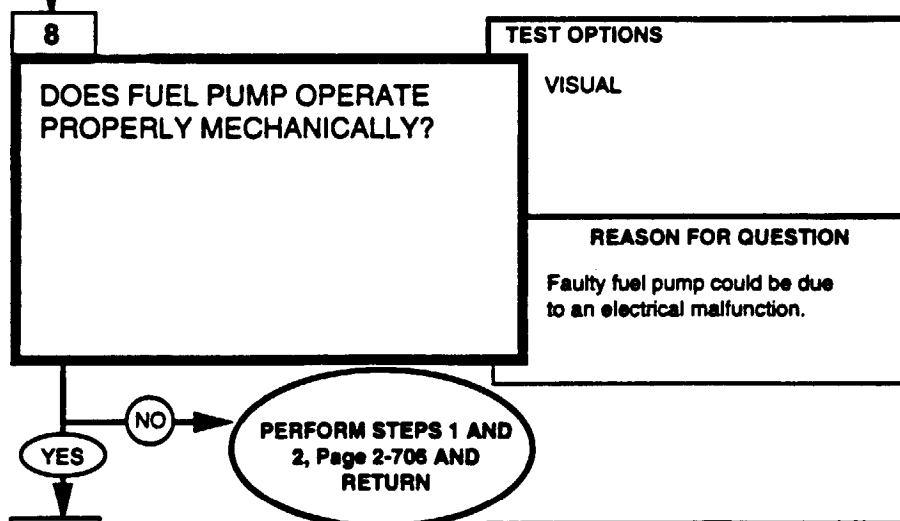 8
DOES FUEL PUMP OPERATE
PROPERLY MECHANICALLY?
TEST OPTIONS
VISUAL
REASON FOR QUESTION
Faulty fuel pump could be due
to an electrical malfunction.
NO
YES
PERFORM STEPS 1 AND
2, Page 2-706 AND
RETURN